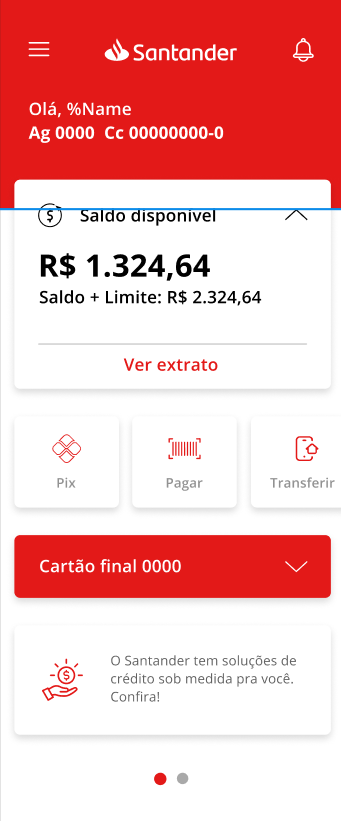 Santander
Olá, %Name
Ag 0000 Cc 00000000-0
Saldo disponível
R$ 1.324,64
Saldo + Limite: R$ 2.324,64
Ver extrato
Pix
Pagar
Transferir
Cartão final 0000
O Santander tem soluções de
crédito sob medida pra você.
Confira!